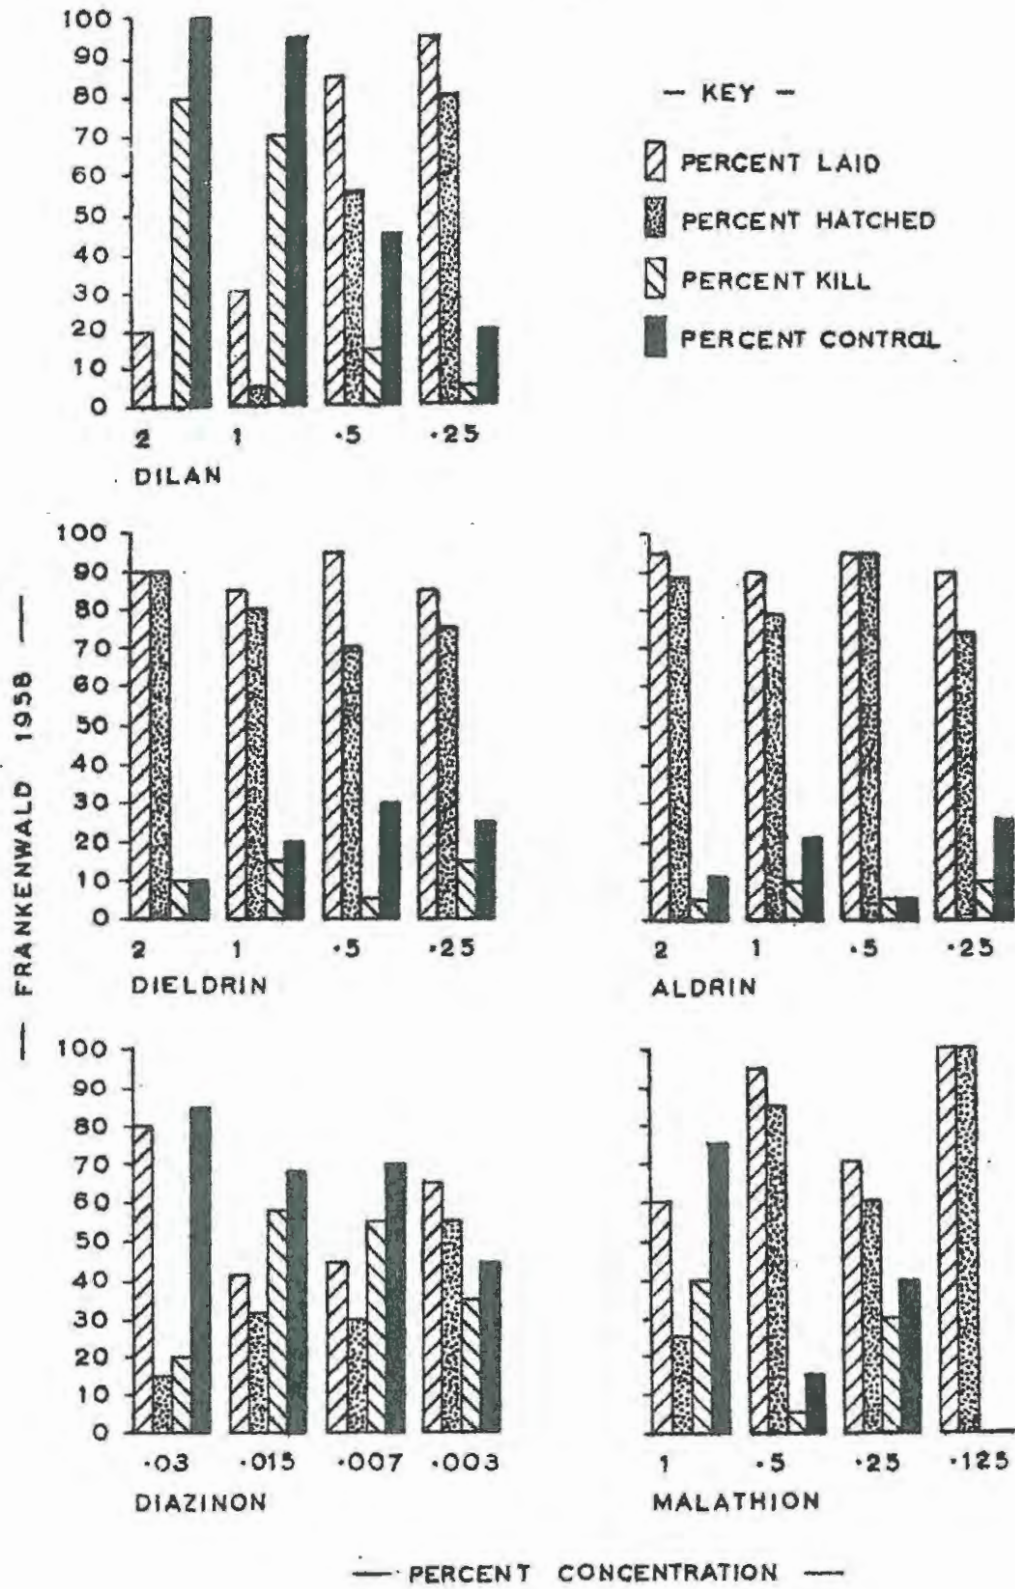 100
90
80
70
60
50
40
30
20
10
0
2 1 .5 .25
DILAN
— KEY —
PERCENT LAID
PERCENT HATCHED
PERCENT KILL
PERCENT CONTRAL
— FRANKENWALD 1958 —
100
90
80
70
60
50
40
30
20
10
0
2 1 .5 .25
DIELDRIN
2 1 .5 .25
ALDRIN
100
90
80
70
60
50
40
30
20
10
0
.03 .015 .007 .003
DIAZINON
1 .5 .25 .125
MALATHION
— PERCENT CONCENTRATION —